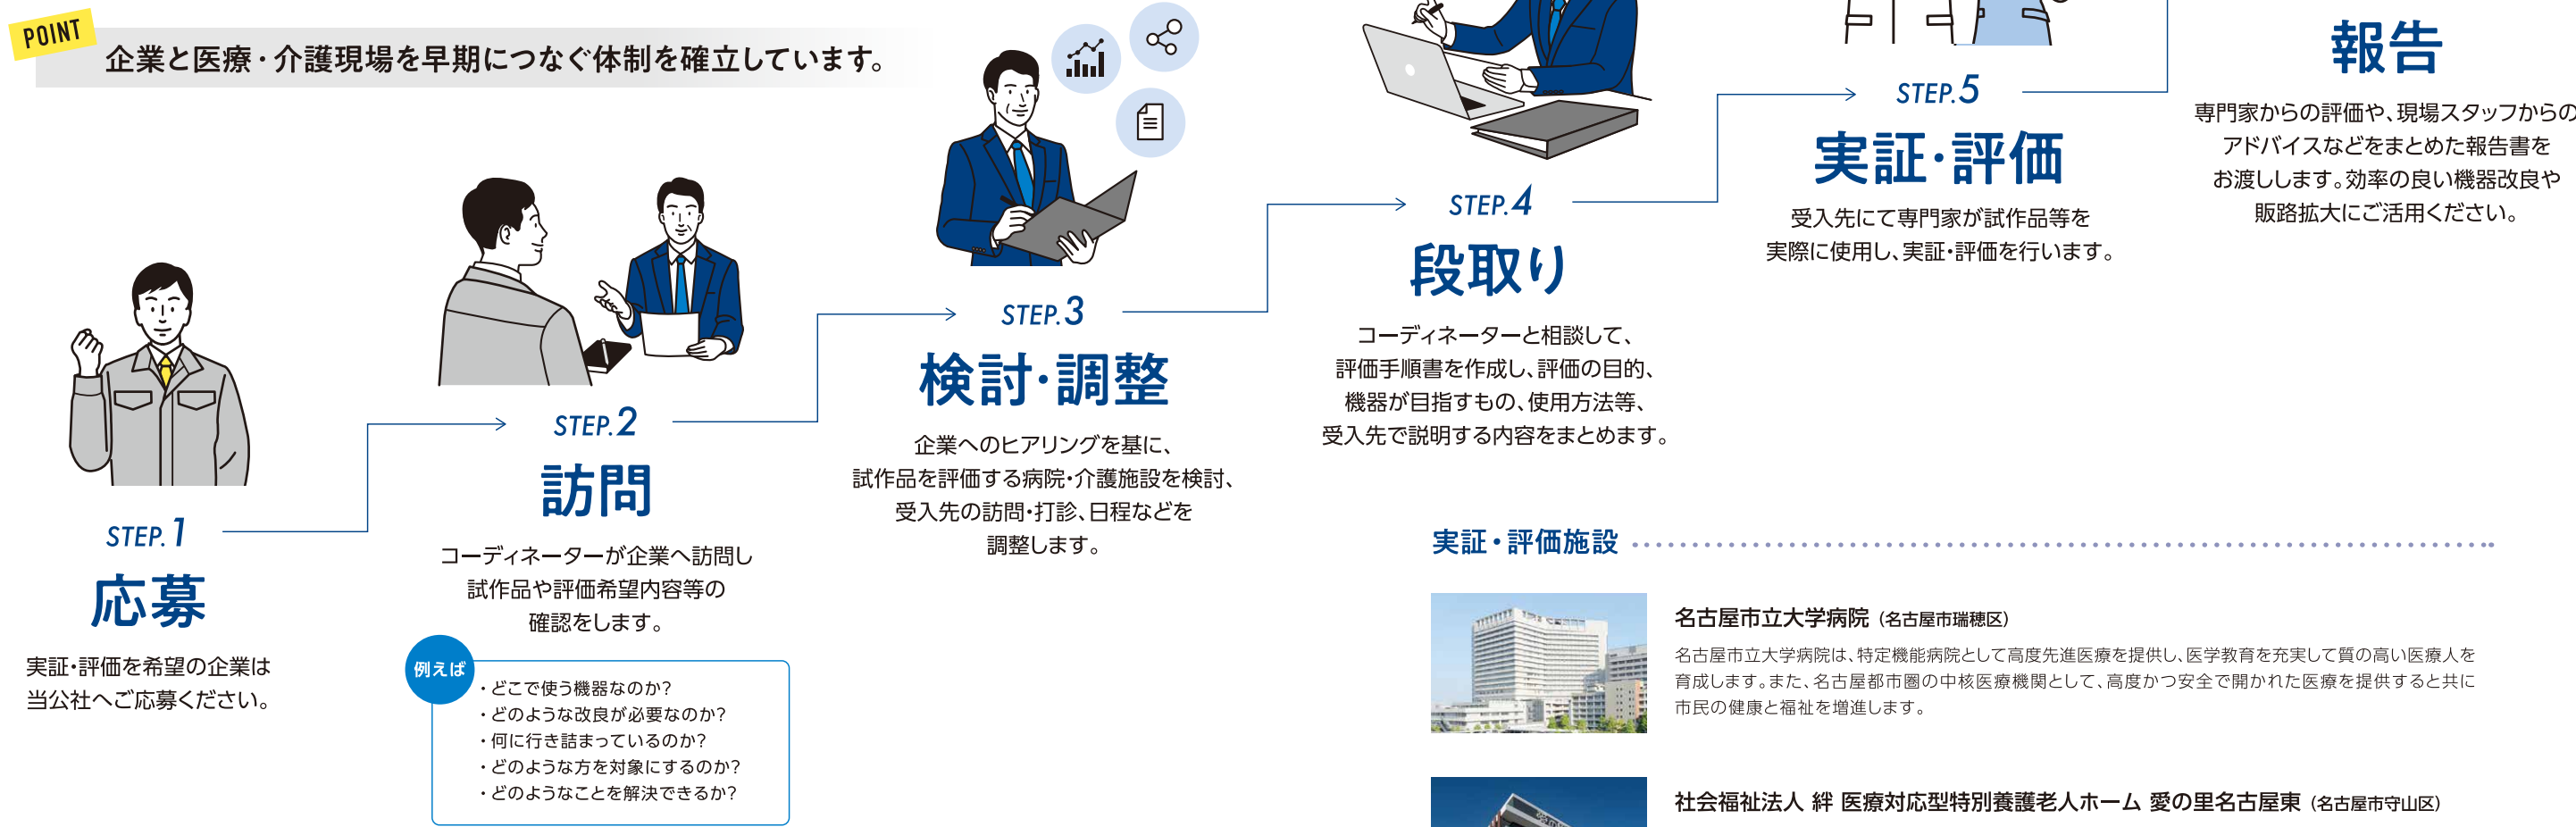 POINT
企業と医療・介護現場を早期につなぐ体制を確立しています。
STEP.1
応募
実証・評価を希望の企業は
当公社へご応募ください。
STEP.2
訪問
コーディネーターが企業へ訪問し
試作品や評価希望内容等の
確認をします。
例えば
・どこで使う機器なのか?
・どのような改良が必要なのか?
・何に行き詰まっているのか?
・どのような方を対象にするのか?
・どのようなことを解決できるか?
STEP.3
検討・調整
企業へのヒアリングを基に、
試作品を評価する病院・介護施設を検討、
受入先の訪問・打診、日程などを
調整します。
STEP.4
段取り
コーディネーターと相談して、
評価手順書を作成し、評価の目的、
機器が目指すもの、使用方法等、
受入先で説明する内容をまとめます。
STEP.5
実証・評価
受入先にて専門家が試作品等を
実際に使用し、実証・評価を行います。
報告
専門家からの評価や、現場スタッフからの
アドバイスなどをまとめた報告書を
お渡しします。効率の良い機器改良や
販路拡大にご活用ください。
実証・評価施設
名古屋市立大学病院（名古屋市瑞穂区）
名古屋市立大学病院は、特定機能病院として高度先進医療を提供し、医学教育を充実して質の高い医療人を
育成します。また、名古屋都市圏の中核医療機関として、高度かつ安全で開かれた医療を提供すると共に
市民の健康と福祉を増進します。
社会福祉法人 絆 医療対応型特別養護老人ホーム 愛の里名古屋東（名古屋市守山区）